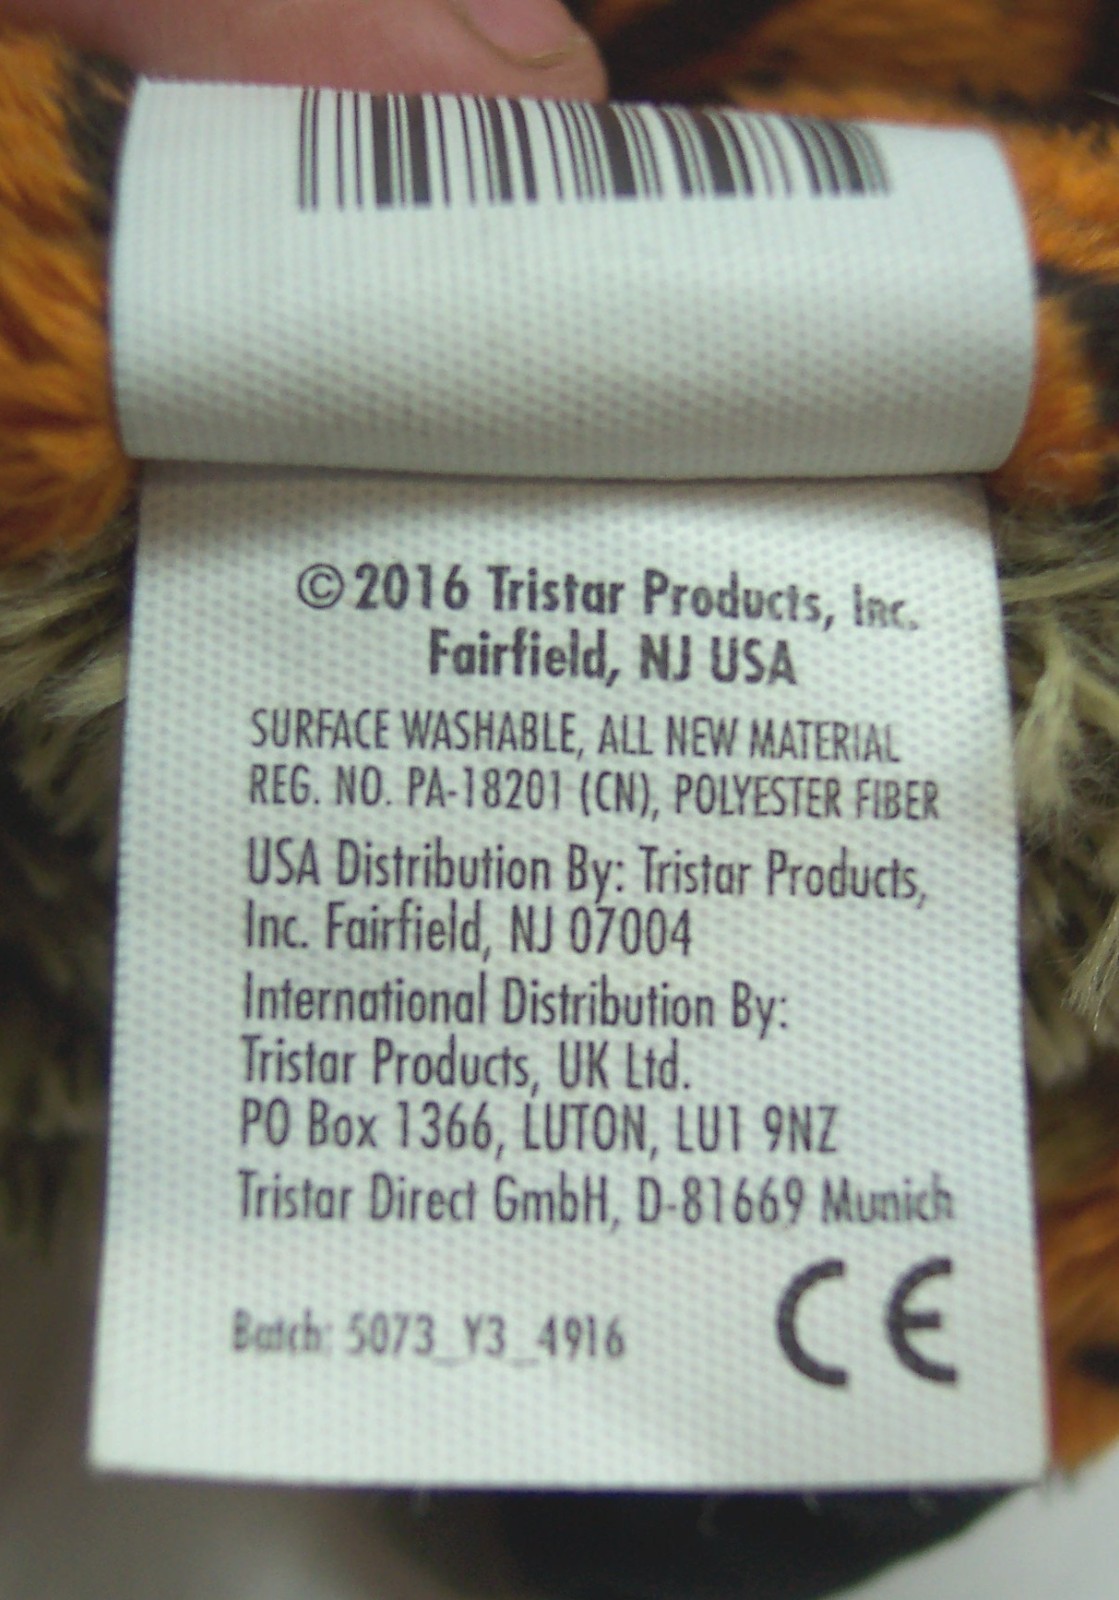 ©2016 Tristar Products, Inc.
Fairfield, NJ USA
SURFACE WASHABLE, ALL NEW MATERIAL
REG. NO. PA-18201 (CN), POLYESTER FIBER
USA Distribution By: Tristar Products,
Inc. Fairfield, NJ 07004
International Distribution By:
Tristar Products, UK Ltd.
PO Box 1366, LUTON, LU1 9NZ
Tristar Direct GmbH, D-81669 Munich
Batch: 5073_Y3_4916
CE